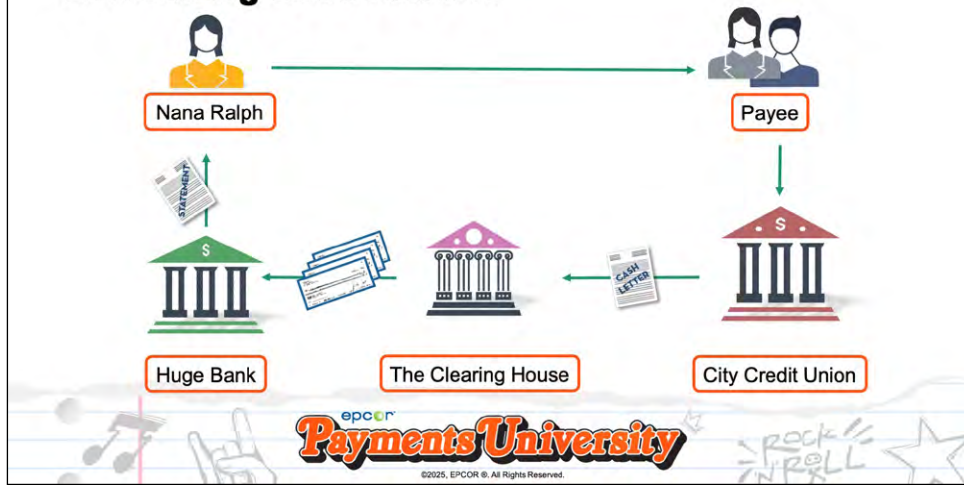 Nana Ralph
Payee
STATEMENT
$
$
CASH
LETTER
Huge Bank
The Clearing House
City Credit Union
epcor
Payments University
©2025, EPCOR ®. All Rights Reserved.
ROCK
N' ROLL